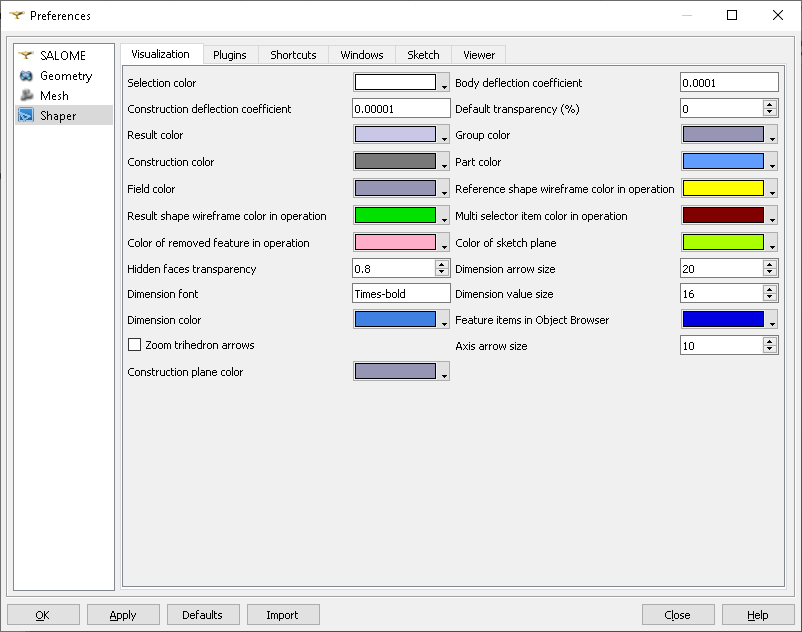 Preferences
SALOME
Geometry
Mesh
Shaper
Visualization Plugins Shortcuts Windows Sketch Viewer
Selection color Body deflection coefficient 0.0001
Construction deflection coefficient 0.00001 Default transparency (%) 0
Result color Group color
Construction color Part color
Field color Reference shape wireframe color in operation
Result shape wireframe color in operation Multi selector item color in operation
Color of removed feature in operation Color of sketch plane
Hidden faces transparency 0.8 Dimension arrow size 20
Dimension font Times-bold Dimension value size 16
Dimension color Feature items in Object Browser
Zoom trihedron arrows Axis arrow size 10
Construction plane color
OK Apply Defaults Import Close Help